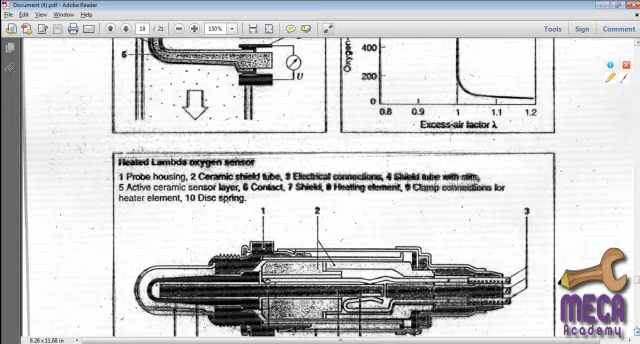 Document (4).pdf - Adobe Reader
File Edit View Window Help
18 / 21
150%
Tools Sign Comment
6
U
Oxygen-
400
200
0
0.8 0.9 1 1.1 1.2
Excess-air factor λ
Heated Lambda oxygen sensor
1 Probe housing, 2 Ceramic shield tube, 3 Electrical connections, 4 Shield tube with slits,
5 Active ceramic sensor layer, 6 Contact, 7 Shield, 8 Heating element, 9 Clamp connections for
heater element, 10 Disc spring.
1 2 3
MECA
Academy
8.26 x 11.68 in